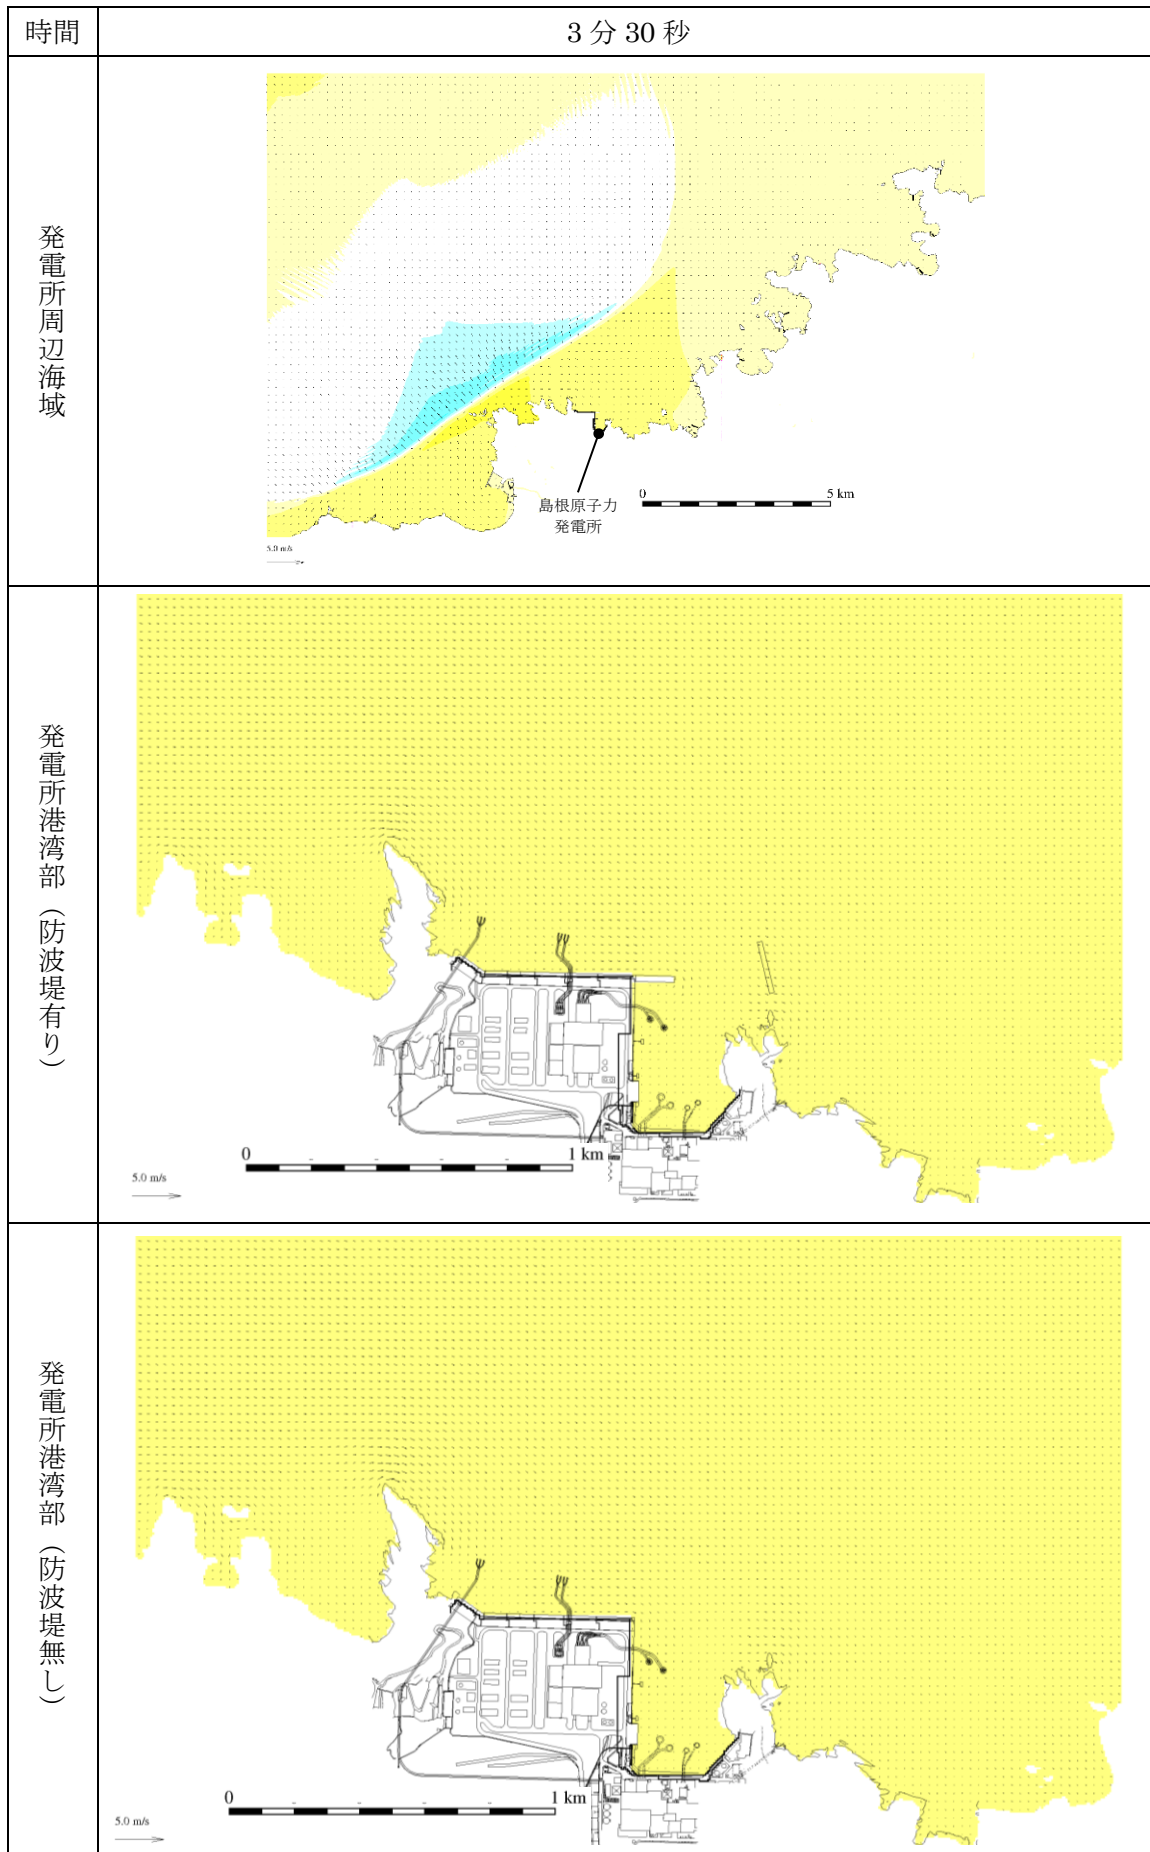 時間
3分30秒
発電所周辺海域
島根原子力
発電所
0
5 km
5.0 m/s
発電所港湾部（防波堤有り）
0
1 km
5.0 m/s
発電所港湾部（防波堤無し）
0
1 km
5.0 m/s